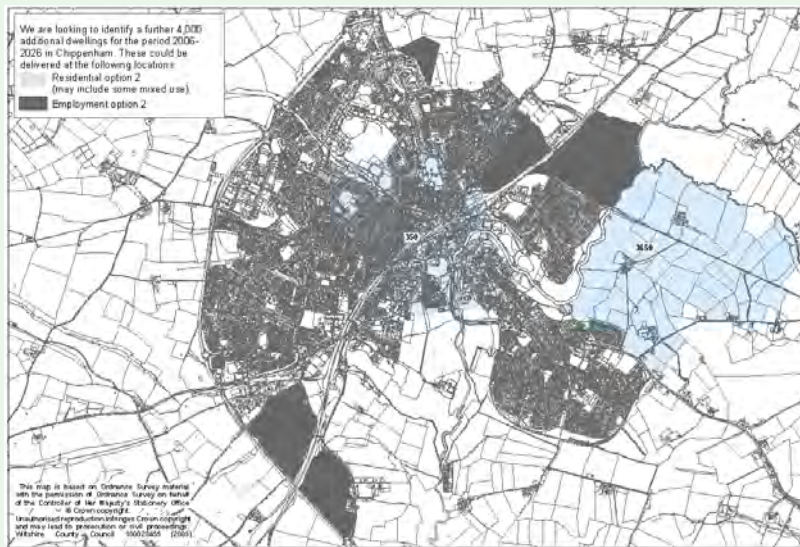 We are looking to identify a further 4,000
additional dwellings for the period 2006-
2026 in Chippenham. These could be
delivered at the following locations:
Residential option 2
(may include some mixed use)
Employment option 2
350
3650
This map is based on Ordnance Survey material
with the permission of Ordnance Survey on behalf
of the Controller of Her Majesty's Stationery Office
© Crown copyright.
Unauthorised reproduction infringes Crown copyright
and may lead to prosecution or civil proceedings.
Wiltshire County Council